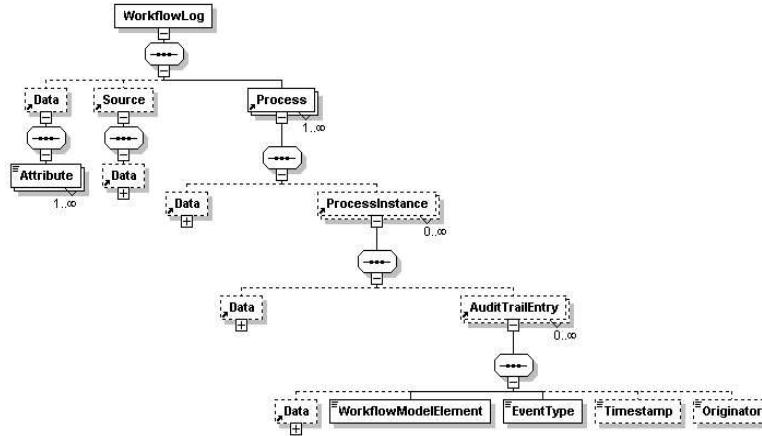 WorkflowLog
Data Source Process
1..∞
Attribute Data
1..∞
Data ProcessInstance
0..∞
Data AuditTrailEntry
0..∞
Data WorkflowModelElement EventType Timestamp Originator